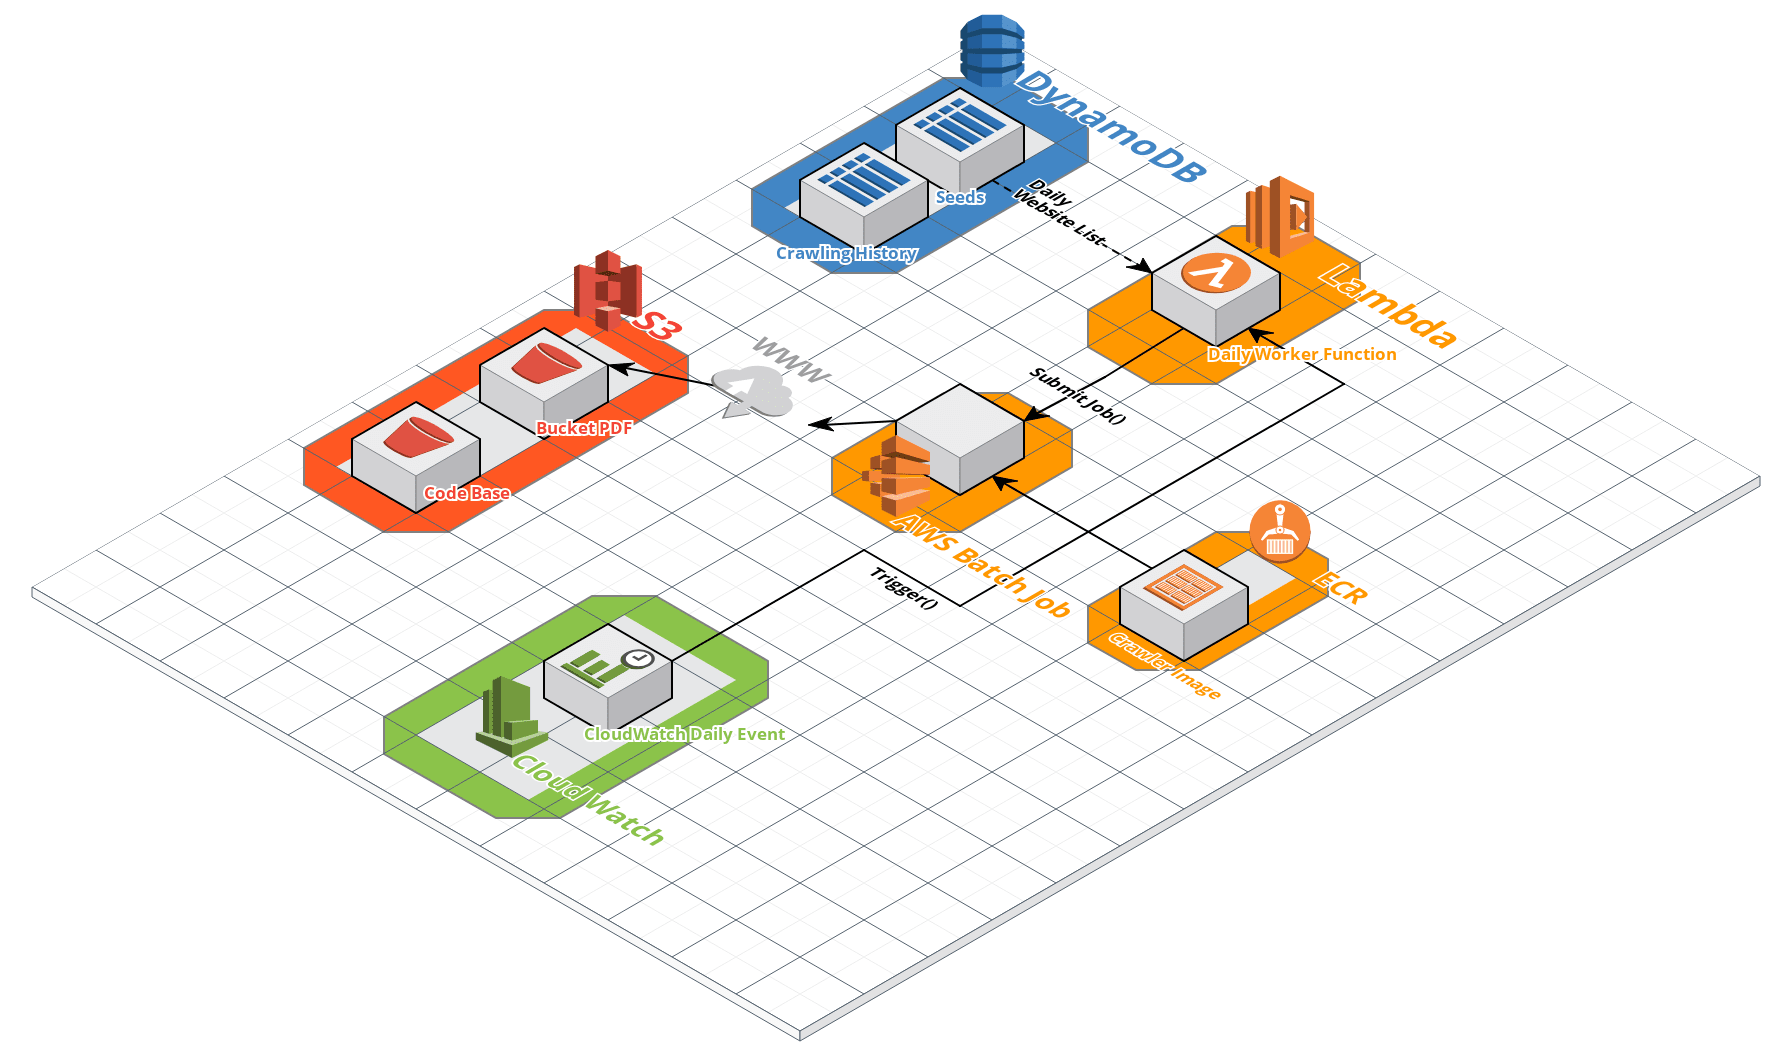 DynamoDB
Seeds
Crawling History
Daily
Website List
Lambda
Daily Worker Function
S3
Bucket PDF
Code Base
WWW
Submit Job()
AWS Batch Job
Trigger()
ECR
Crawler Image
CloudWatch Daily Event
Cloud Watch